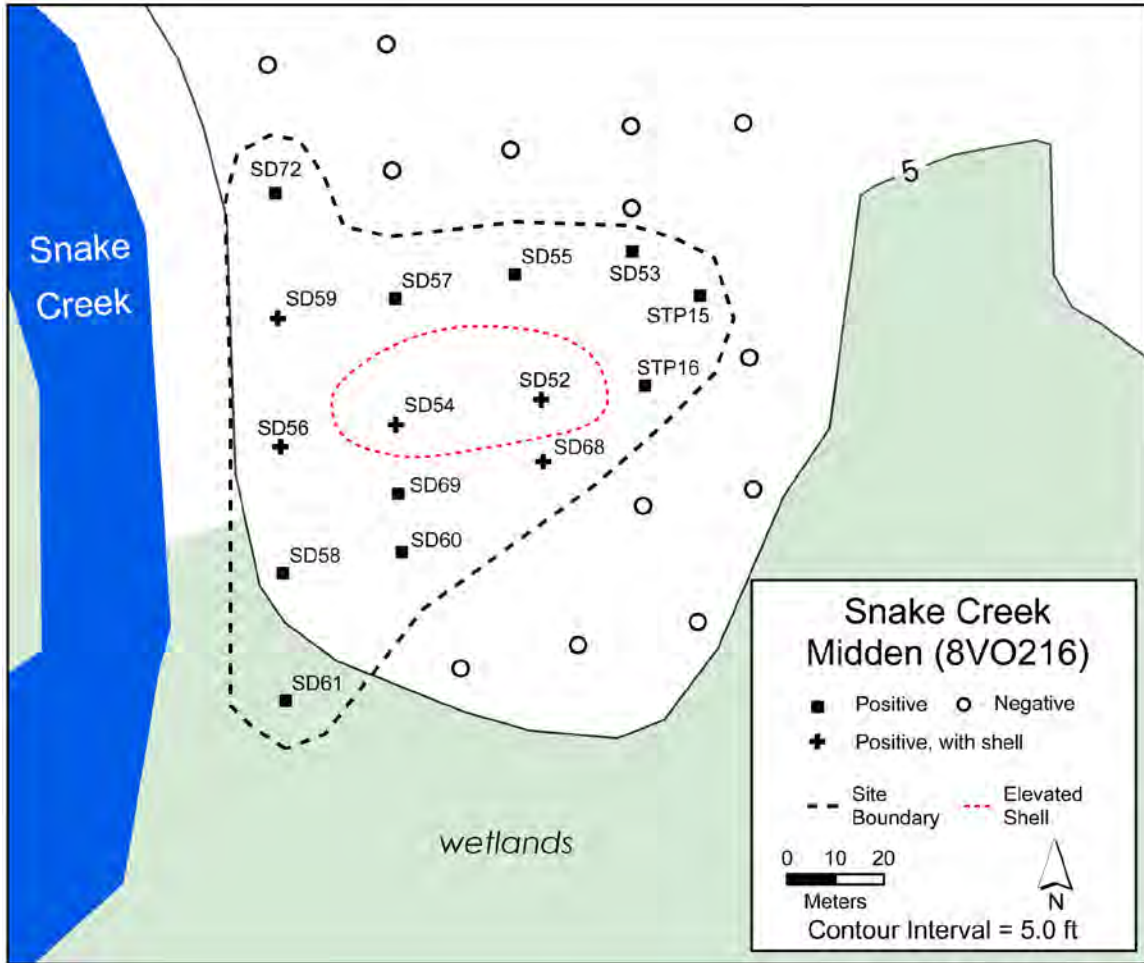 SD72
5
Snake
Creek
SD59
SD57
SD55
SD53
STP15
STP16
SD52
SD54
SD56
SD68
SD69
SD60
SD58
SD61
wetlands
Snake Creek
Midden (8VO216)
Positive
Negative
Positive, with shell
Site
Boundary
Elevated
Shell
0 10 20
Meters
N
Contour Interval = 5.0 ft